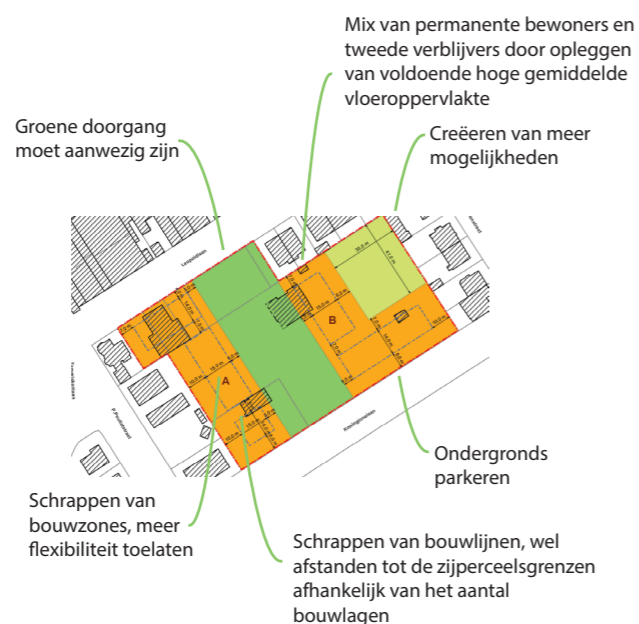 Mix van permanente bewoners en
tweede verblijvers door opleggen
van voldoende hoge gemiddelde
vloeroppervlakte
Groene doorgang
moet aanwezig zijn
Creëeren van meer
mogelijkheden
Leopoldlaan
B
A
Koninginnelaan
Ondergronds
parkeren
Schrappen van
bouwzones, meer
flexibiliteit toelaten
Schrappen van bouwlijnen, wel
afstanden tot de zijperceelsgrenzen
afhankelijk van het aantal
bouwlagen